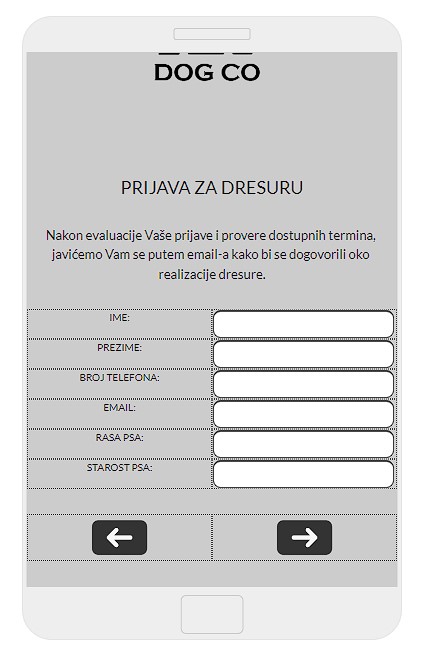 DOG CO
PRIJAVA ZA DRESURU
Nakon evaluacije Vaše prijave i provere dostupnih termina,
javićemo Vam se putem email-a kako bi se dogovorili oko
realizacije dresure.
IME:
PREZIME:
BROJ TELEFONA:
EMAIL:
RASA PSA:
STAROST PSA: